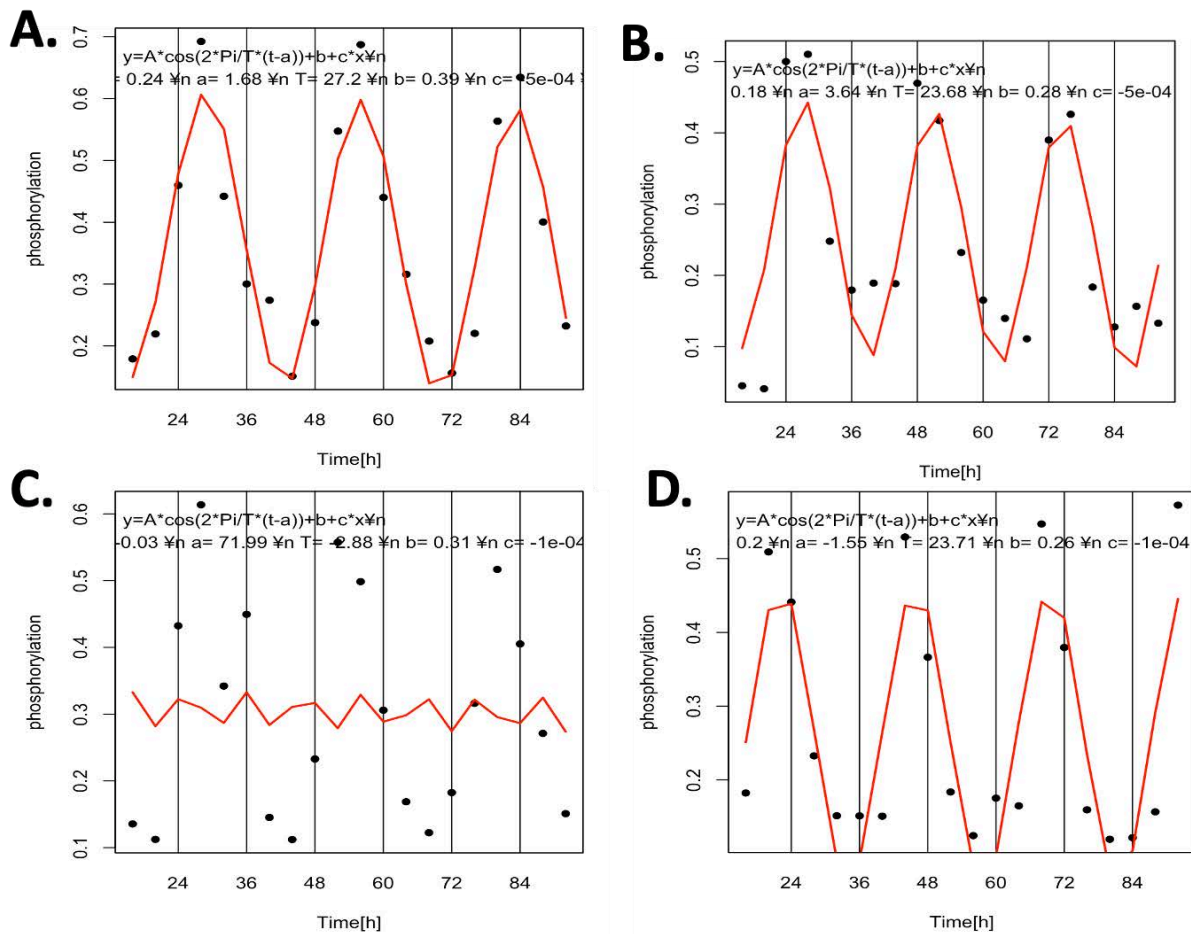 A.
y=A*cos(2*Pi/T*(t-a))+b+c*x¥n
= 0.24 ¥n a= 1.68 ¥n T= 27.2 ¥n b= 0.39 ¥n c= -5e-04 ¥
phosphorylation
0.7
0.6
0.5
0.4
0.3
0.2
24 36 48 60 72 84
Time[h]
B.
y=A*cos(2*Pi/T*(t-a))+b+c*x¥n
0.18 ¥n a= 3.64 ¥n T= 23.68 ¥n b= 0.28 ¥n c= -5e-04
phosphorylation
0.5
0.4
0.3
0.2
0.1
24 36 48 60 72 84
Time[h]
C.
y=A*cos(2*Pi/T*(t-a))+b+c*x¥n
-0.03 ¥n a= 71.99 ¥n T= -2.88 ¥n b= 0.31 ¥n c= -1e-04
phosphorylation
0.6
0.5
0.4
0.3
0.2
0.1
24 36 48 60 72 84
Time[h]
D.
y=A*cos(2*Pi/T*(t-a))+b+c*x¥n
0.2 ¥n a= -1.55 ¥n T= 23.71 ¥n b= 0.26 ¥n c= -1e-04
phosphorylation
0.5
0.4
0.3
0.2
24 36 48 60 72 84
Time[h]